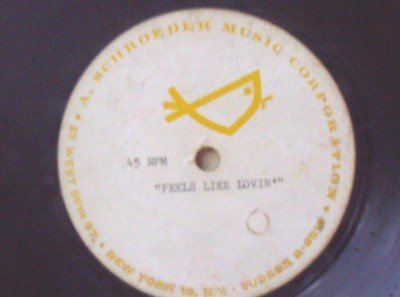 A. SCHROEDER MUSIC CORPORATION
45 RPM
"FEELS LIKE LOVIN'"
NEW YORK 19, N.Y.